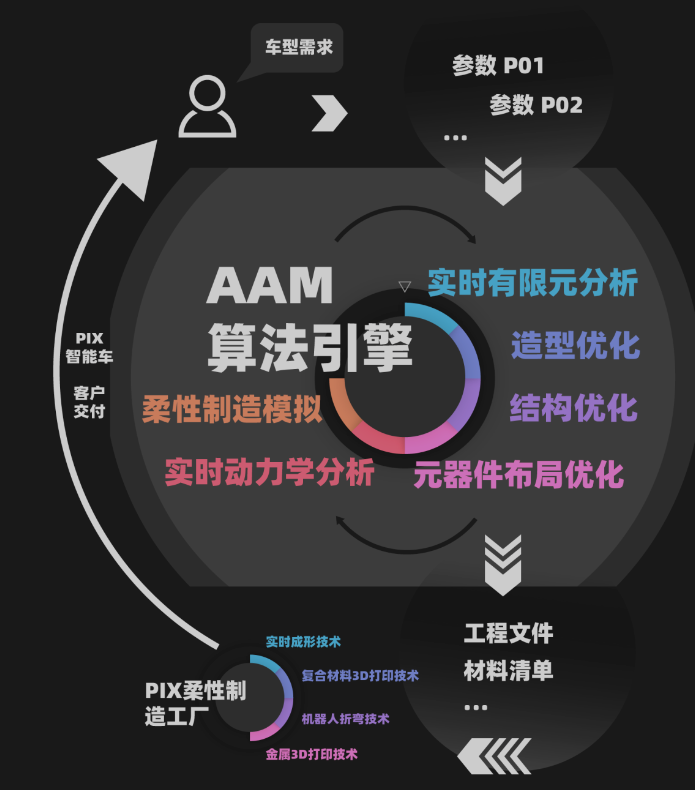 车型需求
参数 P01
参数 P02
...
AAM
算法引擎
实时有限元分析
造型优化
结构优化
元器件布局优化
实时动力学分析
柔性制造模拟
工程文件
材料清单
...
PIX柔性制
造工厂
实时成形技术
复合材料3D打印技术
机器人折弯技术
金属3D打印技术
PIX
智能车
客户
交付